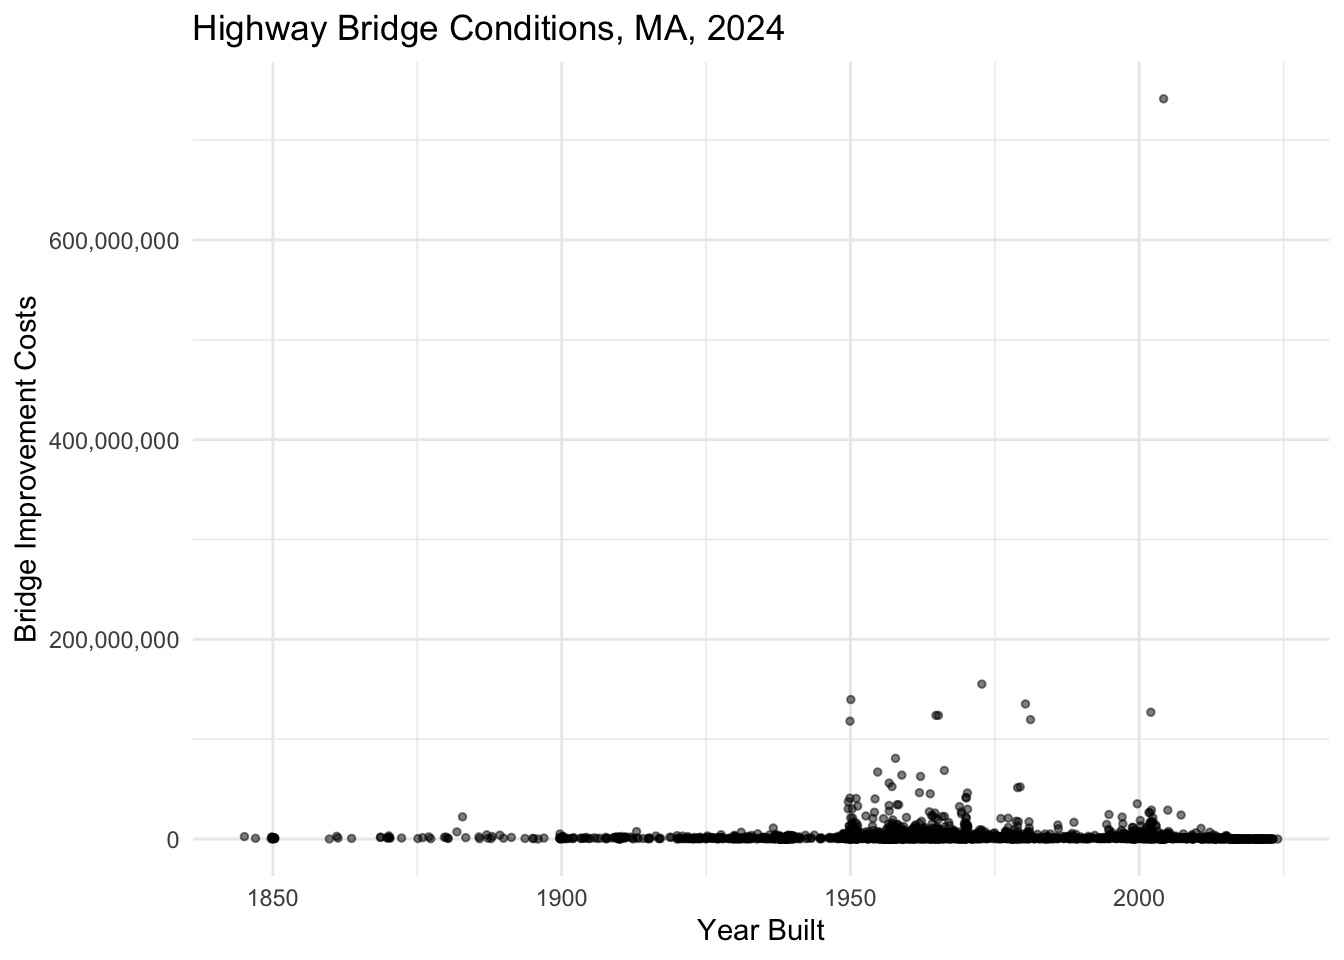 Highway Bridge Conditions, MA, 2024
Bridge Improvement Costs
600,000,000
400,000,000
200,000,000
0
1850 1900 1950 2000
Year Built